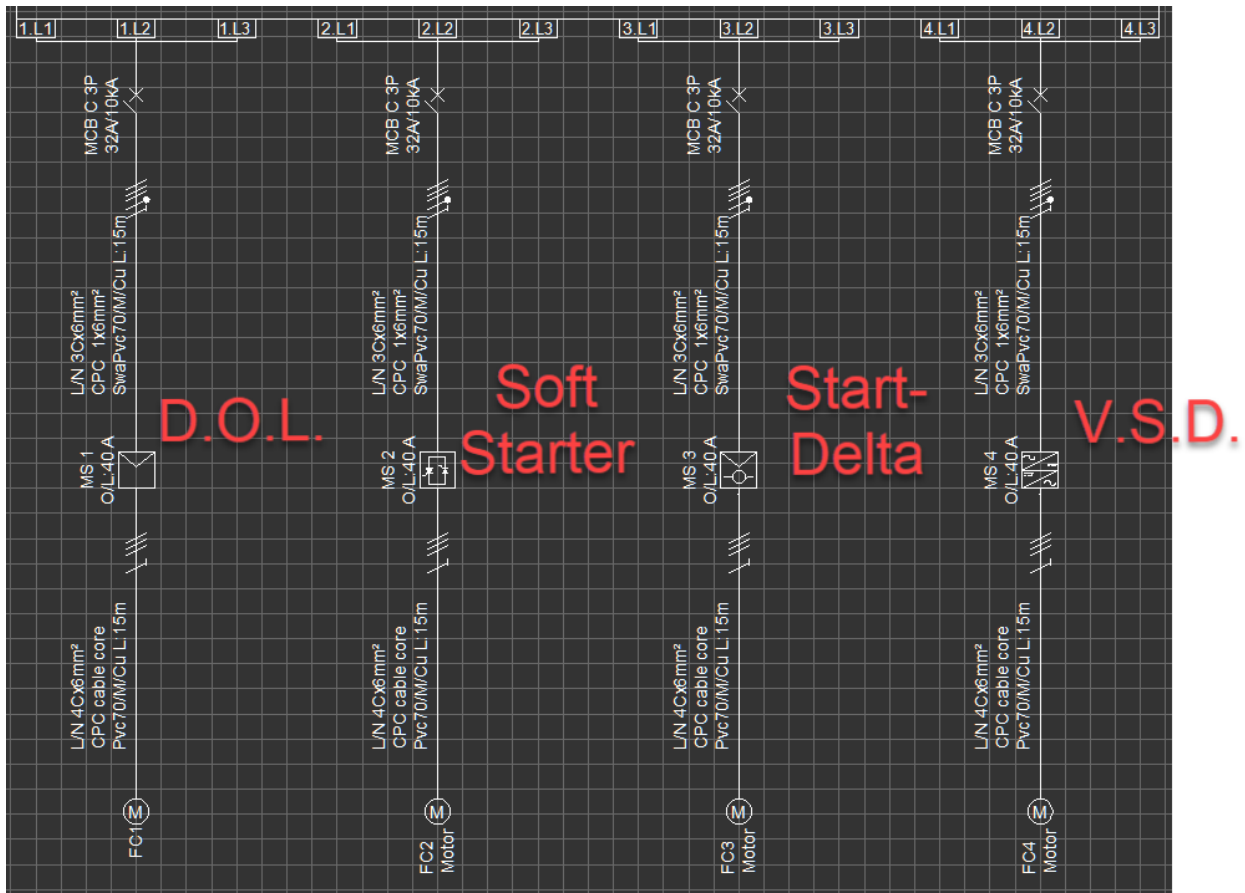 1.L1 1.L2 1.L3 2.L1 2.L2 2.L3 3.L1 3.L2 3.L3 4.L1 4.L2 4.L3
MCB C 3P
32A/10kA
MCB C 3P
32A/10kA
MCB C 3P
32A/10kA
MCB C 3P
32A/10kA
L/N 3Cx6mm²
CPC 1x6mm²
SwaPvc70/M/Cu L:15m
L/N 3Cx6mm²
CPC 1x6mm²
SwaPvc70/M/Cu L:15m
L/N 3Cx6mm²
CPC 1x6mm²
SwaPvc70/M/Cu L:15m
L/N 3Cx6mm²
CPC 1x6mm²
SwaPvc70/M/Cu L:15m
D.O.L.
Soft
Starter
Start-
Delta
V.S.D.
MS 1
O/L:40 A
MS 2
O/L:40 A
MS 3
O/L:40 A
MS 4
O/L:40 A
L/N 4Cx6mm²
CPC cable core
Pvc70/M/Cu L:15m
L/N 4Cx6mm²
CPC cable core
Pvc70/M/Cu L:15m
L/N 4Cx6mm²
CPC cable core
Pvc70/M/Cu L:15m
L/N 4Cx6mm²
CPC cable core
Pvc70/M/Cu L:15m
M M M M
FC1
FC2
Motor
FC3
Motor
FC4
Motor